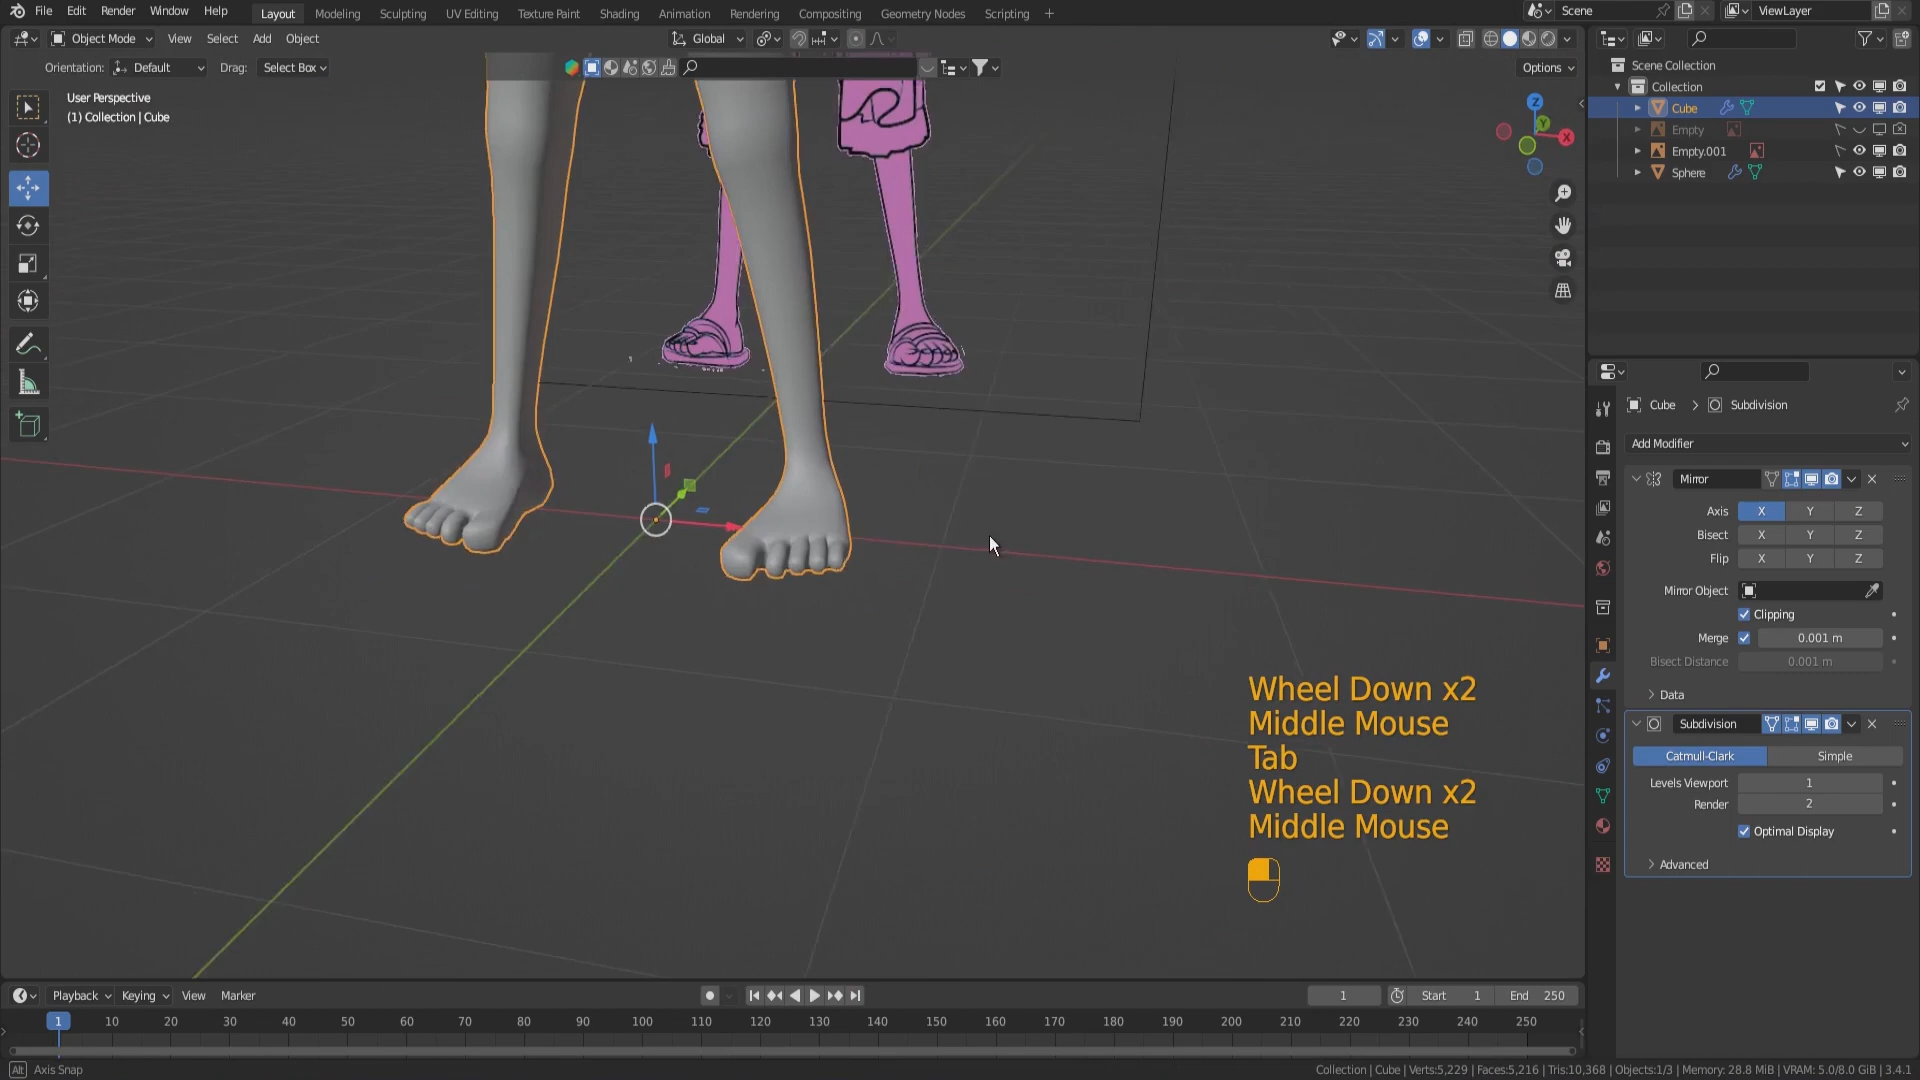 File Edit Render Window Help Layout Modeling Sculpting UV Editing Texture Paint Shading Animation Rendering Compositing Geometry Nodes Scripting + Scene ViewLayer
Object Mode View Select Add Object Global
Orientation: Default Drag: Select Box Options
User Perspective
(1) Collection | Cube
Z
Y
X
Scene Collection
Collection
Cube
Empty
Empty.001
Sphere
Cube > Subdivision
Add Modifier
Mirror
Axis X Y Z
Bisect X Y Z
Flip X Y Z
Mirror Object
Clipping
Merge 0.001 m
Bisect Distance 0.001 m
Data
Subdivision
Catmull-Clark Simple
Levels Viewport 1
Render 2
Optimal Display
Advanced
Wheel Down x2
Middle Mouse
Tab
Wheel Down x2
Middle Mouse
Playback Keying View Marker 1 Start 1 End 250
1 10 20 30 40 50 60 70 80 90 100 110 120 130 140 150 160 170 180 190 200 210 220 230 240 250
Alt Axis Snap Collection | Cube | Verts:5,229 | Faces:5,216 | Tris:10,368 | Objects:1/3 | Memory: 28.8 MiB | VRAM: 5.0/8.0 GiB | 3.4.1